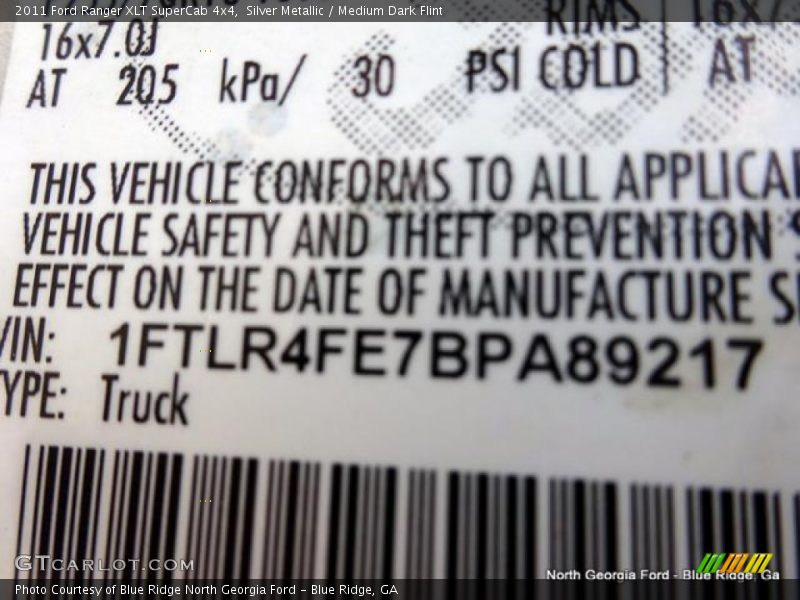 2011 Ford Ranger XLT SuperCab 4x4, Silver Metallic / Medium Dark Flint
RIMS
16x7.0J
AT 205 kPa/ 30 PSI COLD AT
THIS VEHICLE CONFORMS TO ALL APPLICA
VEHICLE SAFETY AND THEFT PREVENTION S
EFFECT ON THE DATE OF MANUFACTURE S
VIN: 1FTLR4FE7BPA89217
TYPE: Truck
GTCARLOT.COM
North Georgia Ford - Blue Ridge, Ga
Photo Courtesy of Blue Ridge North Georgia Ford - Blue Ridge, GA